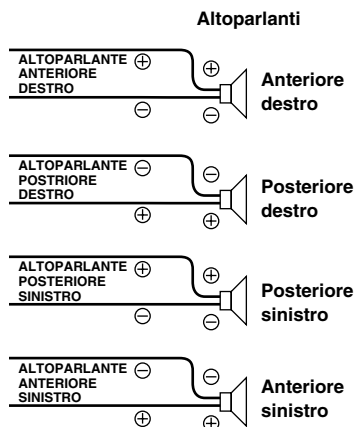 Altoparlanti
ALTOPARLANTE ⊕
ANTERIORE
DESTRO
⊖
⊕
⊖
Anteriore
destro
ALTOPARLANTE ⊖
POSTRIORE
DESTRO
⊕
⊖
⊕
Posteriore
destro
ALTOPARLANTE ⊕
POSTERIORE
SINISTRO
⊖
⊕
⊖
Posteriore
sinistro
ALTOPARLANTE ⊖
ANTERIORE
SINISTRO
⊕
⊖
⊕
Anteriore
sinistro